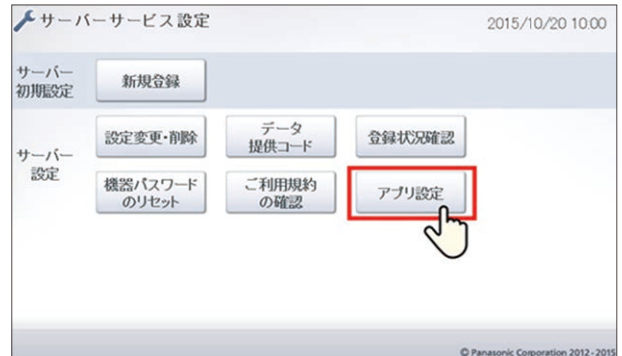 サーバーサービス設定
2015/10/20 10:00
サーバー
初期設定
新規登録
サーバー
設定
設定変更・削除
データ
提供コード
登録状況確認
機器パスワード
のリセット
ご利用規約
の確認
アプリ設定
© Panasonic Corporation 2012-2015